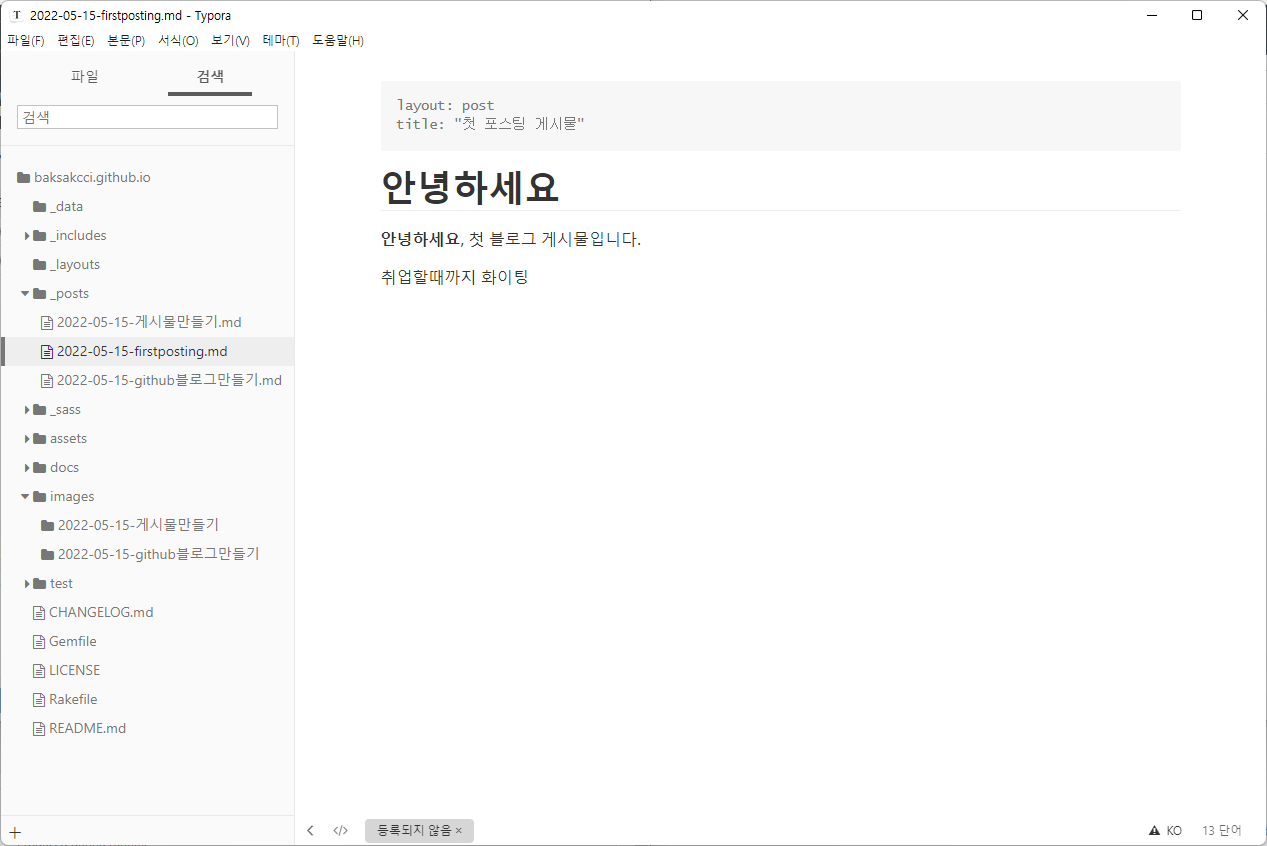 T 2022-05-15-firstposting.md - Typora
파일(F) 편집(E) 본문(P) 서식(O) 보기(V) 테마(T) 도움말(H)
파일 검색
검색
baksakcci.github.io
_data
_includes
_layouts
_posts
2022-05-15-게시물만들기.md
2022-05-15-firstposting.md
2022-05-15-github블로그만들기.md
_sass
assets
docs
images
2022-05-15-게시물만들기
2022-05-15-github블로그만들기
test
CHANGELOG.md
Gemfile
LICENSE
Rakefile
README.md
layout: post
title: "첫 포스팅 게시물"
안녕하세요
안녕하세요, 첫 블로그 게시물입니다.
취업할때까지 화이팅
</> 등록되지 않음 × KO 13 단어